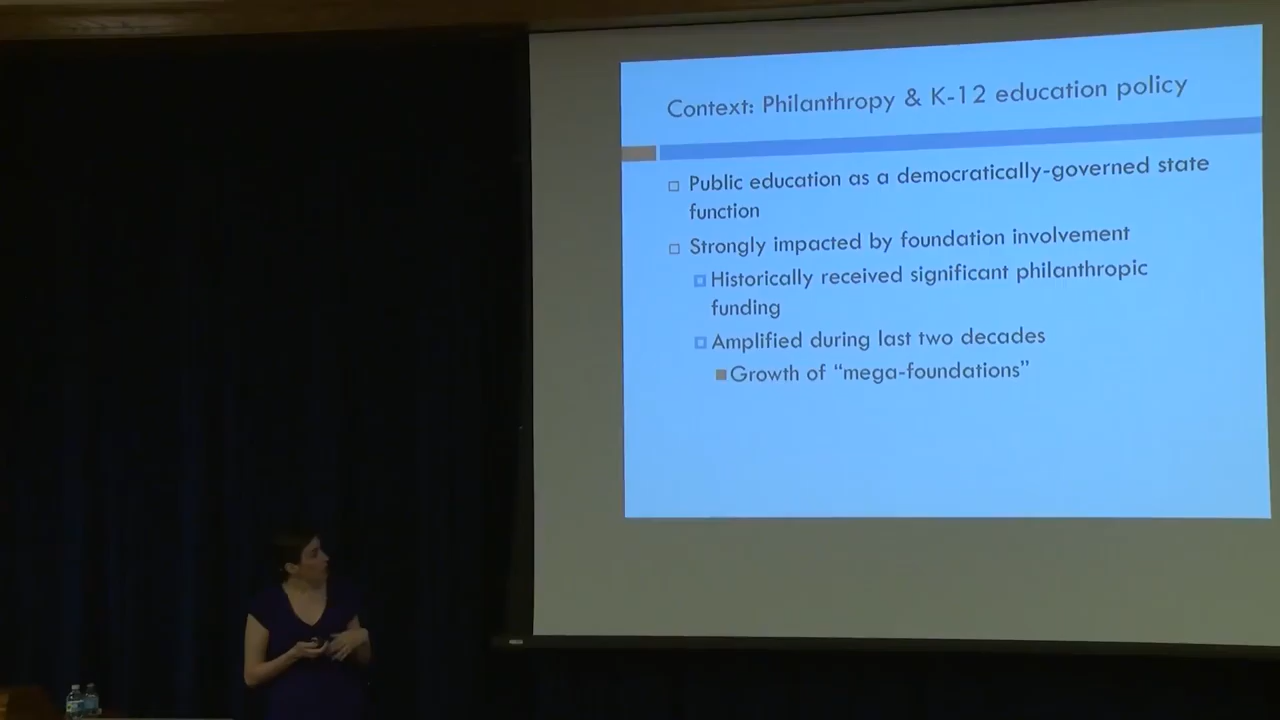 Context: Philanthropy & K-12 education policy
Public education as a democratically-governed state
function
Strongly impacted by foundation involvement
Historically received significant philanthropic
funding
Amplified during last two decades
Growth of “mega-foundations”